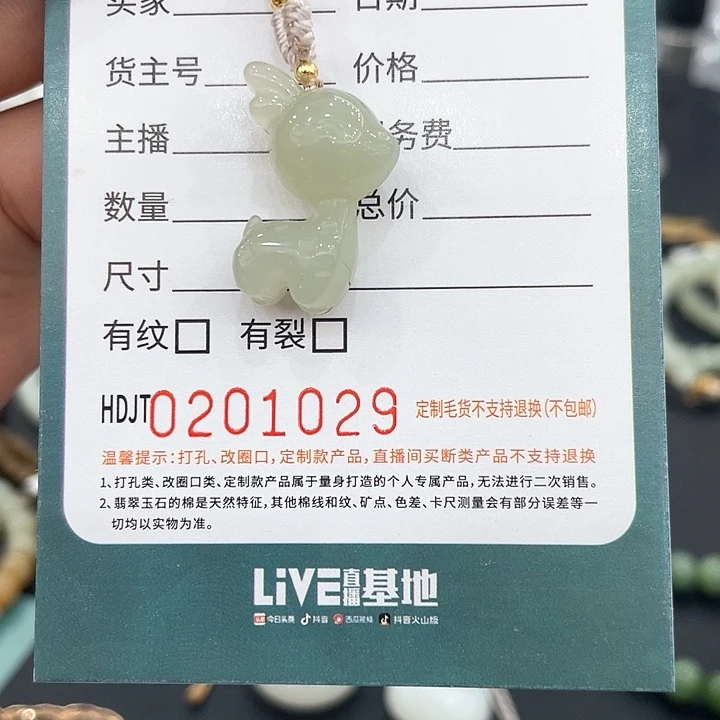 买家 日期
货主号 价格
主播 务费
数量 总价
尺寸
有纹 有裂
HDJT0201029 定制毛货不支持退换(不包邮)
温馨提示:打孔、改圈口,定制款产品,直播间买断类产品不支持退换
1、打孔类、改圈口类、定制款产品属于量身打造的个人专属产品,无法进行二次销售。
2、翡翠玉石的棉是天然特征,其他棉线和纹、矿点、色差、卡尺测量会有部分误差等一
切均以实物为准。
LiVE直播基地
头条 今日头条 抖音 西瓜视频 抖音火山版